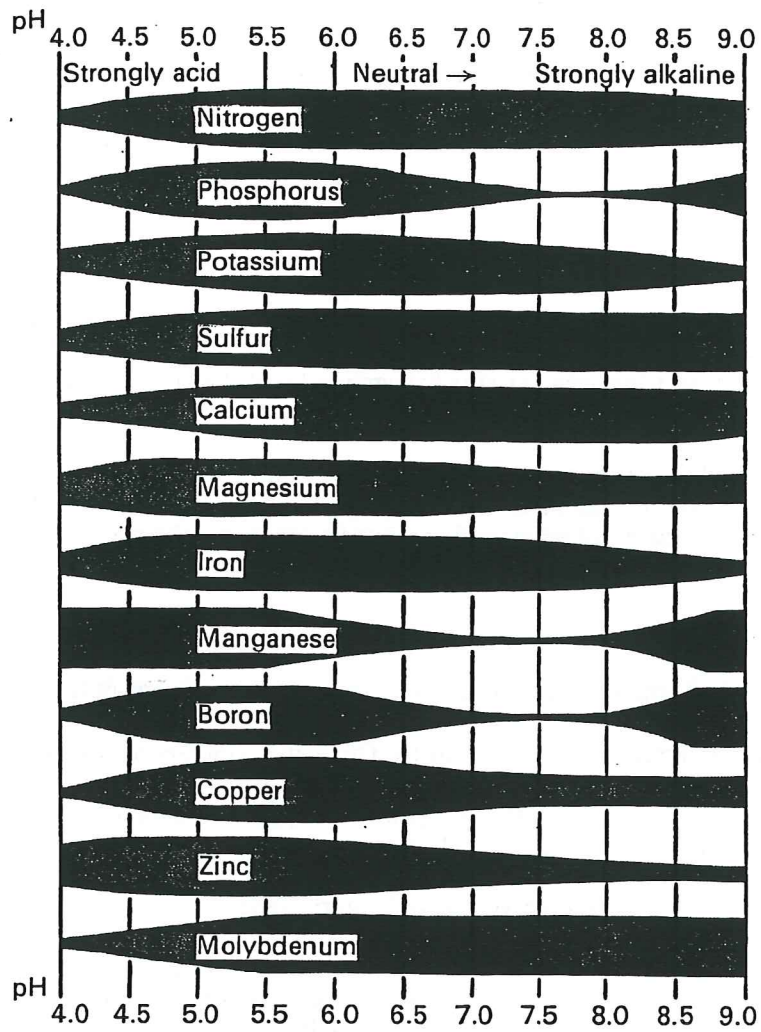 pH
4.0 4.5 5.0 5.5 6.0 6.5 7.0 7.5 8.0 8.5 9.0
Strongly acid Neutral → Strongly alkaline
Nitrogen
Phosphorus
Potassium
Sulfur
Calcium
Magnesium
Iron
Manganese
Boron
Copper
Zinc
Molybdenum
pH
4.0 4.5 5.0 5.5 6.0 6.5 7.0 7.5 8.0 8.5 9.0